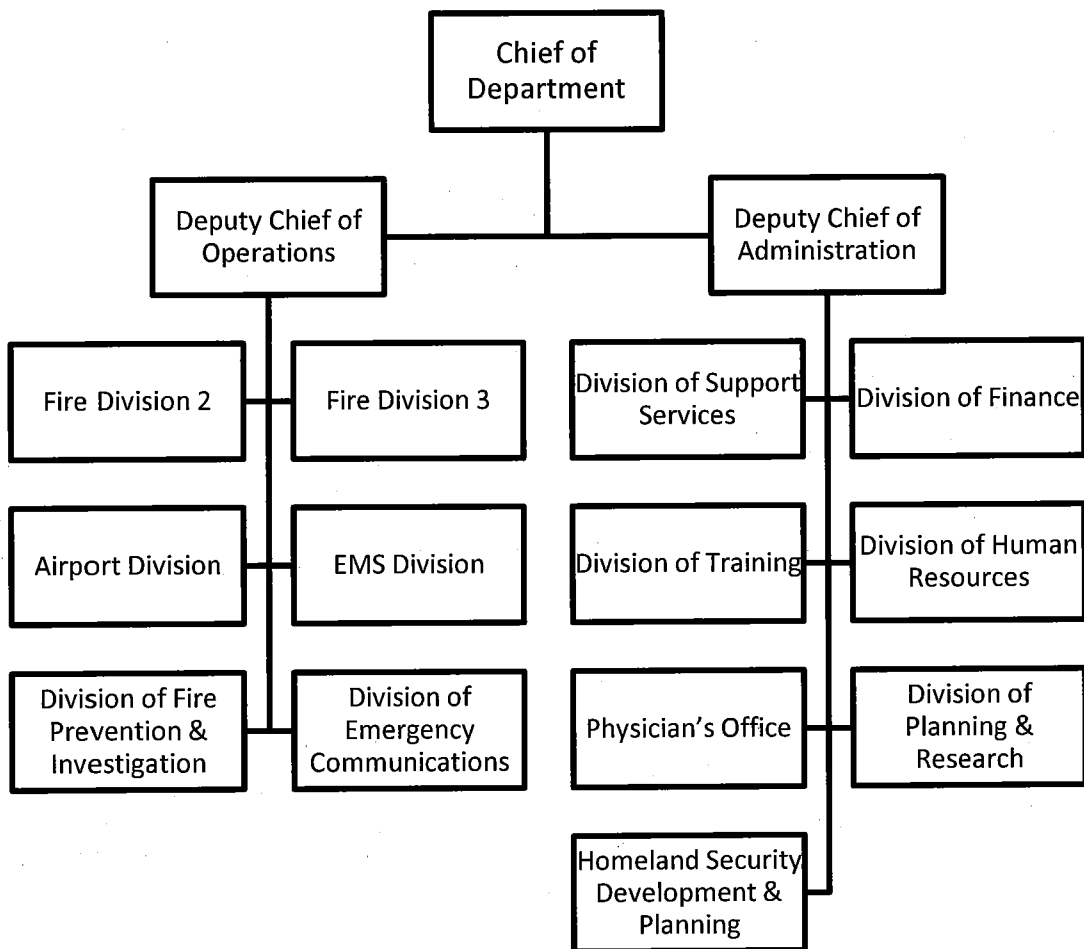 Chief of
Department
Deputy Chief of
Operations
Deputy Chief of
Administration
Fire Division 2
Fire Division 3
Division of Support
Services
Division of Finance
Airport Division
EMS Division
Division of Training
Division of Human
Resources
Division of Fire
Prevention &
Investigation
Division of
Emergency
Communications
Physician's Office
Division of
Planning &
Research
Homeland Security
Development &
Planning